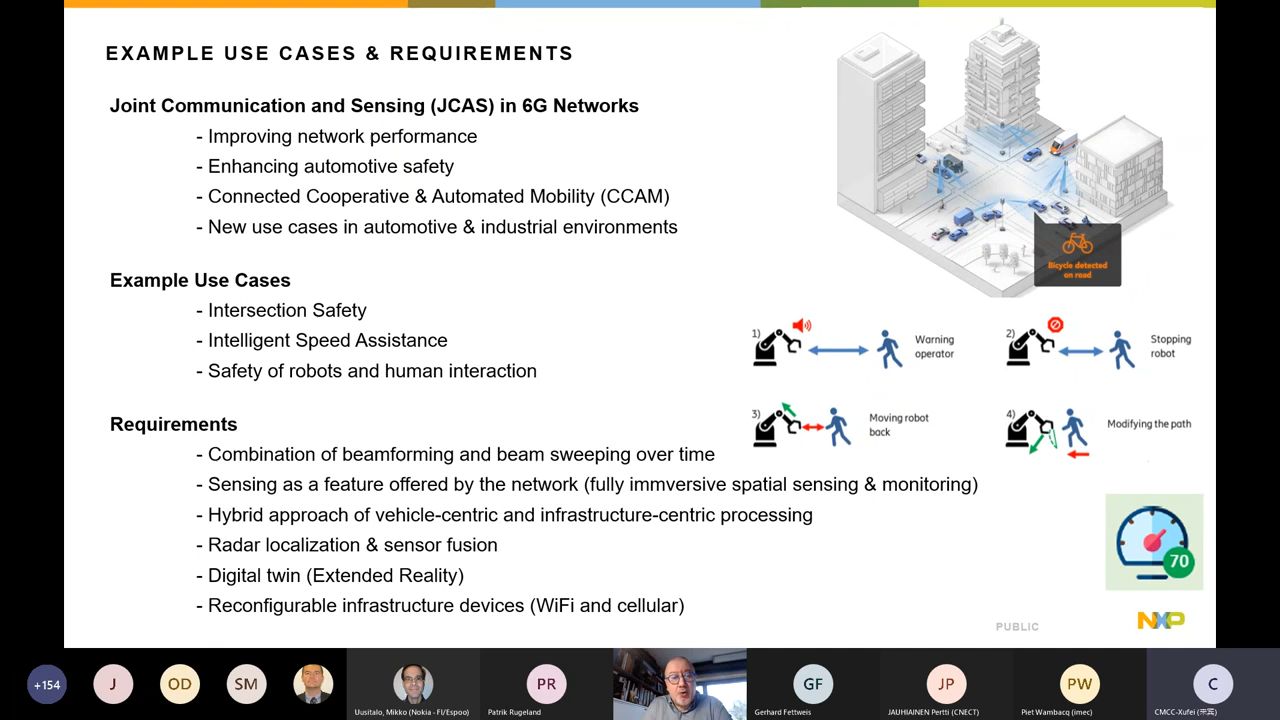 EXAMPLE USE CASES & REQUIREMENTS
Joint Communication and Sensing (JCAS) in 6G Networks
- Improving network performance
- Enhancing automotive safety
- Connected Cooperative & Automated Mobility (CCAM)
- New use cases in automotive & industrial environments
Bicycle detected
on road
Example Use Cases
- Intersection Safety
- Intelligent Speed Assistance
- Safety of robots and human interaction
1)
Warning
operator
2)
Stopping
robot
3)
Moving robot
back
4)
Modifying the path
Requirements
- Combination of beamforming and beam sweeping over time
- Sensing as a feature offered by the network (fully immversive spatial sensing & monitoring)
- Hybrid approach of vehicle-centric and infrastructure-centric processing
- Radar localization & sensor fusion
- Digital twin (Extended Reality)
- Reconfigurable infrastructure devices (WiFi and cellular)
70
PUBLIC
NXP
+154
J
OD
SM
Uusitalo, Mikko (Nokia - FI/Espoo)
PR
Patrik Rugeland
GF
Gerhard Fettweis
JP
JAUHIAINEN Pertti (CNECT)
PW
Piet Wambacq (imec)
C
CMCC-Xufei